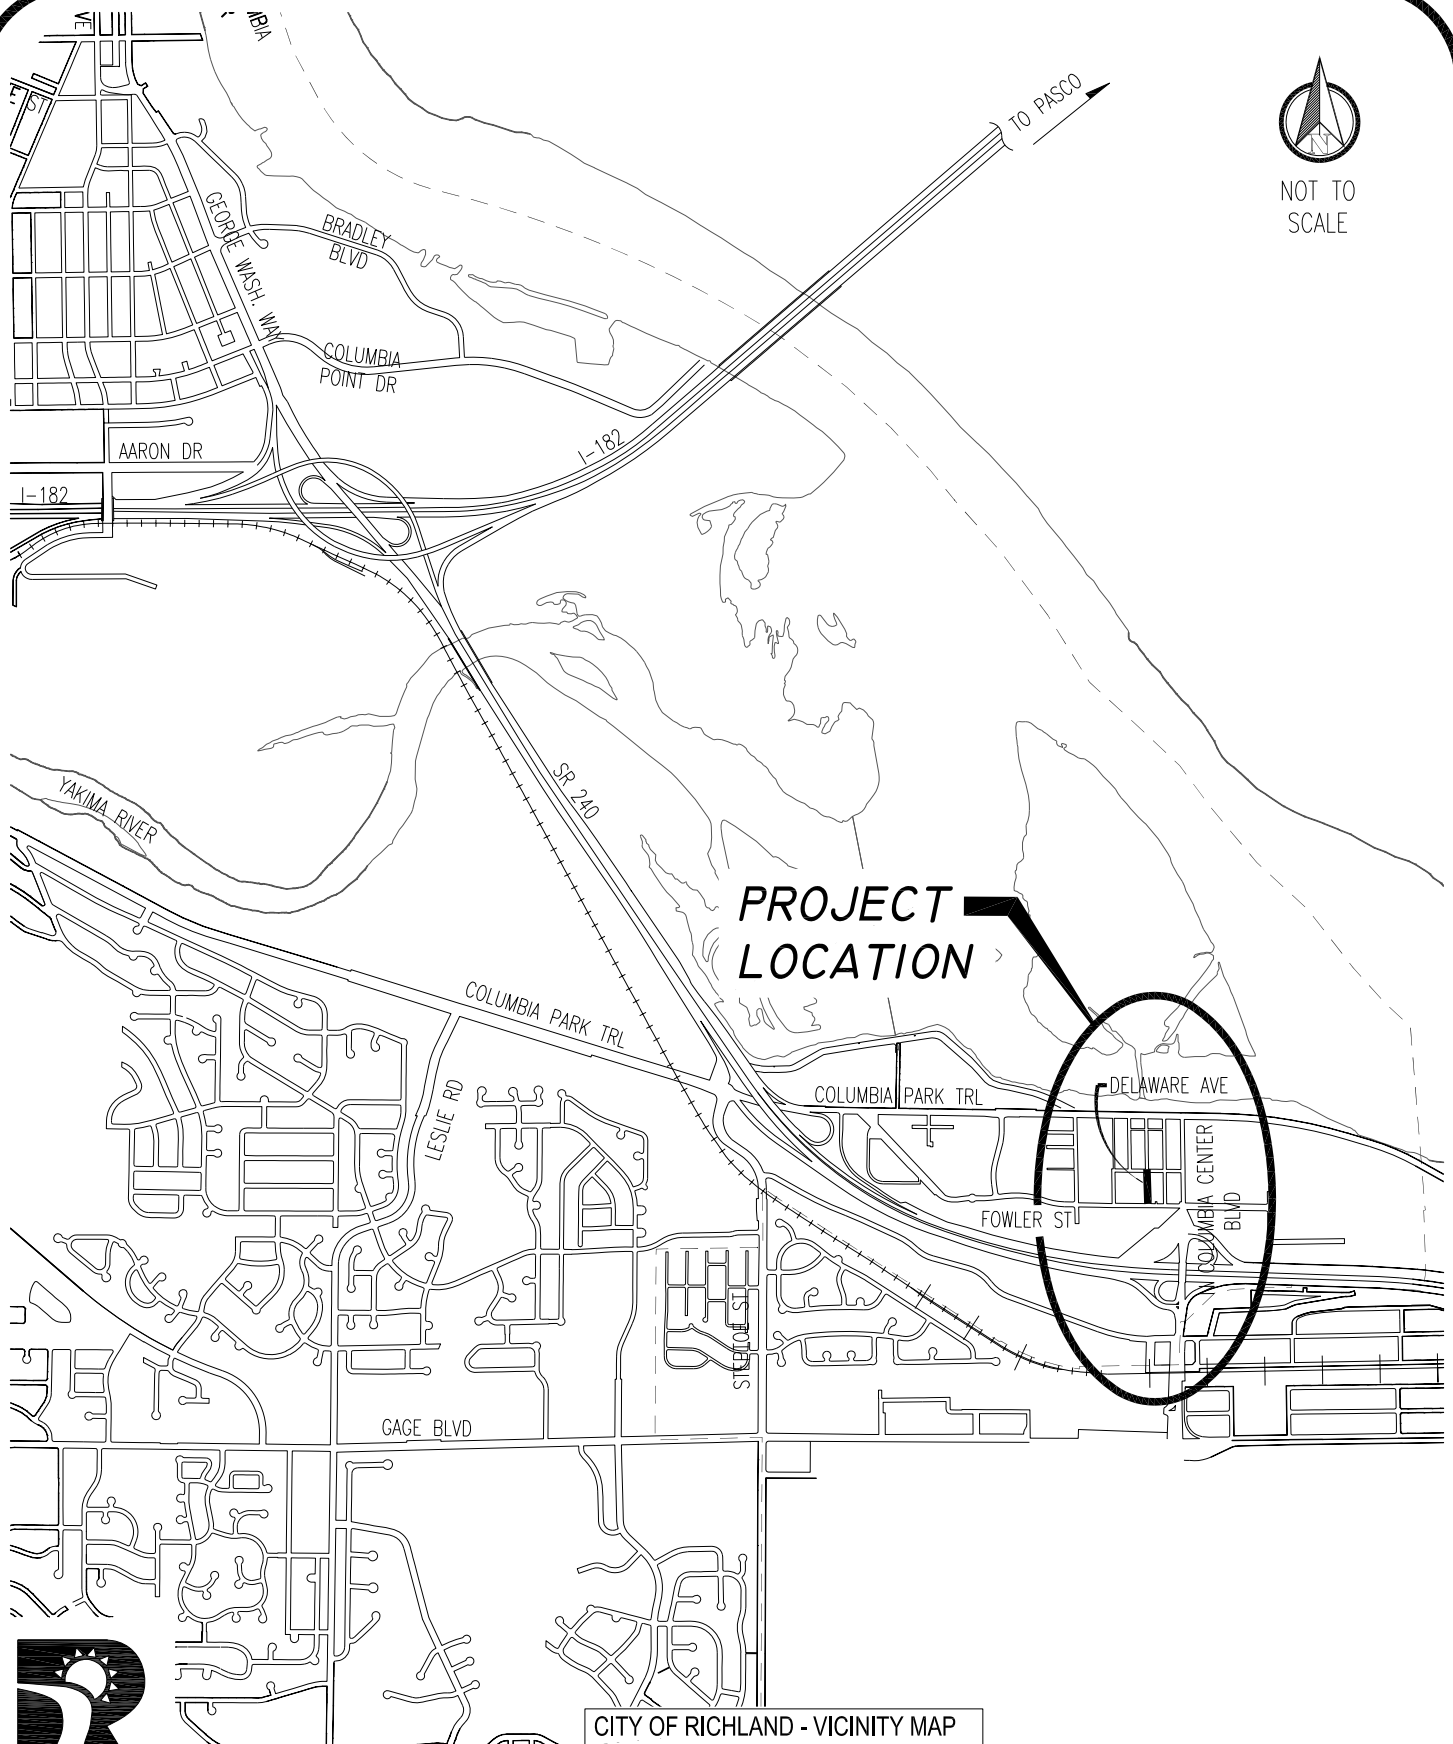 VE
MBIA
E ST
TO PASCO
N
NOT TO
SCALE
GEORGE WASH. WAY
BRADLEY
BLVD
COLUMBIA
POINT DR
AARON DR
I-182
I-182
SR 240
YAKIMA RIVER
PROJECT
LOCATION
COLUMBIA PARK TRL
LESLIE RD
COLUMBIA PARK TRL
DELAWARE AVE
FOWLER ST
N COLUMBIA CENTER
BLVD
GAGE BLVD
R
CITY OF RICHLAND - VICINITY MAP